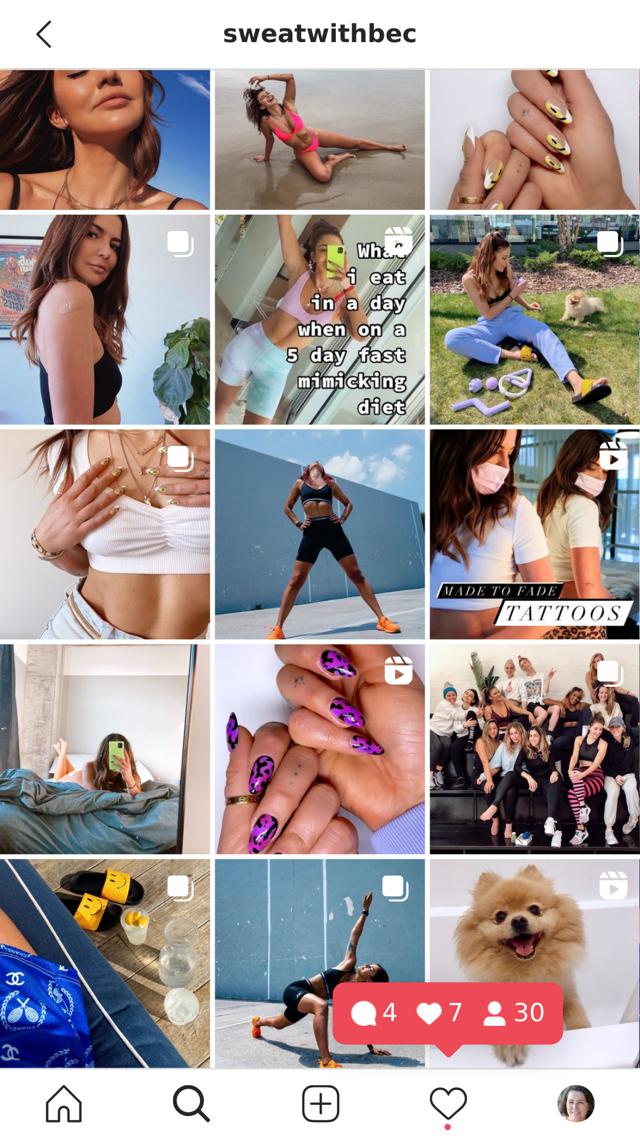 sweatwithbec
What
i eat
in a day
when on a
5 day fast
mimicking
diet
MADE TO FADE
TATTOOS
4 7 30